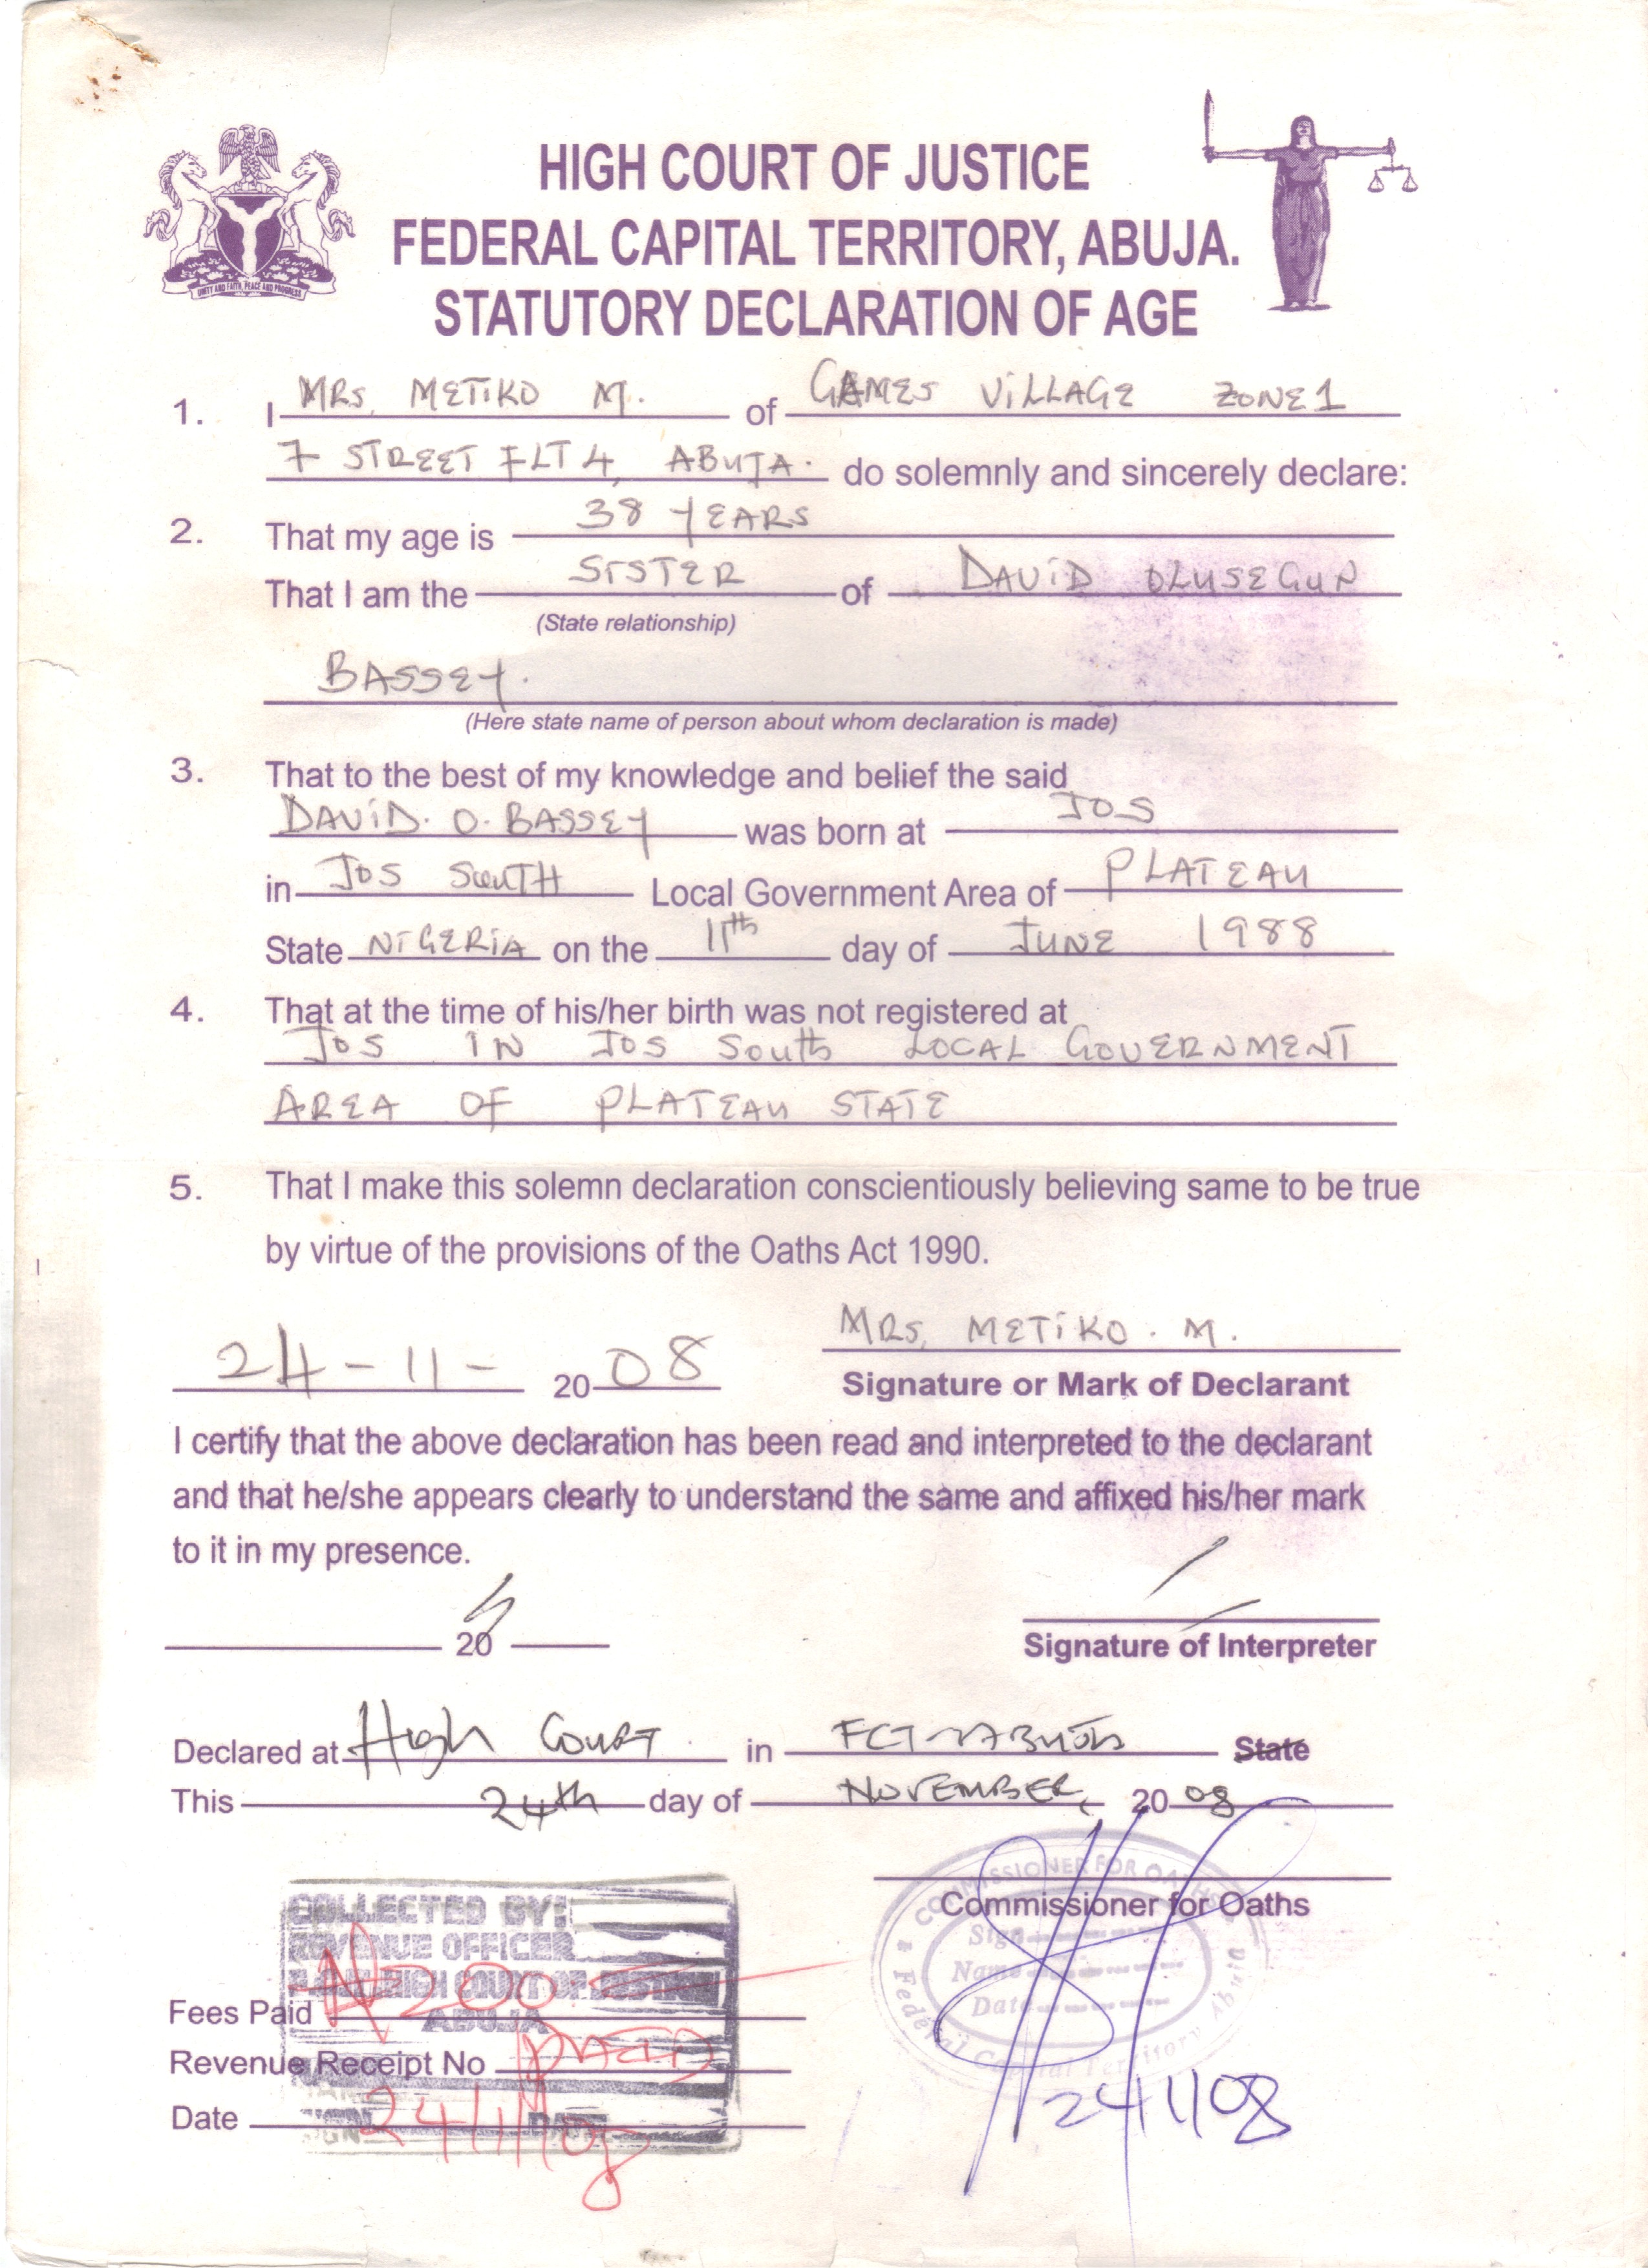 HIGH COURT OF JUSTICE
FEDERAL CAPITAL TERRITORY, ABUJA.
STATUTORY DECLARATION OF AGE
UNITY AND FAITH, PEACE AND PROGRESS
1. I MRS, METIKO M. of GAMES VILLAGE ZONE 1
7 STREET FLT 4, ABUJA. do solemnly and sincerely declare:
2. That my age is 38 YEARS
That I am the SISTER of DAVID OLUSEGUN
(State relationship)
BASSEY.
(Here state name of person about whom declaration is made)
3. That to the best of my knowledge and belief the said
DAVID. O. BASSEY was born at JOS
in JOS SOUTH Local Government Area of PLATEAU
State NIGERIA on the 11th day of JUNE 1988
4. That at the time of his/her birth was not registered at
JOS IN JOS South LOCAL GOVERNMENT
AREA OF PLATEAU STATE
5. That I make this solemn declaration conscientiously believing same to be true
by virtue of the provisions of the Oaths Act 1990.
24-11- 2008
MRS, METIKO. M.
Signature or Mark of Declarant
I certify that the above declaration has been read and interpreted to the declarant
and that he/she appears clearly to understand the same and affixed his/her mark
to it in my presence.
20
Signature of Interpreter
Declared at High COURT in FCT ABUJA State
This 24th day of NOVEMBER, 2008
COMMISSIONER FOR OATHS
Commissioner for Oaths
Sign
Name
Date
Federal Capital Territory Abuja
24/11/08
COLLECTED BY:
REVENUE OFFICER
HIGH COURT OF JUSTICE
ABUJA
Fees Paid ₦200
Revenue Receipt No
Date 24/11/08
DATE